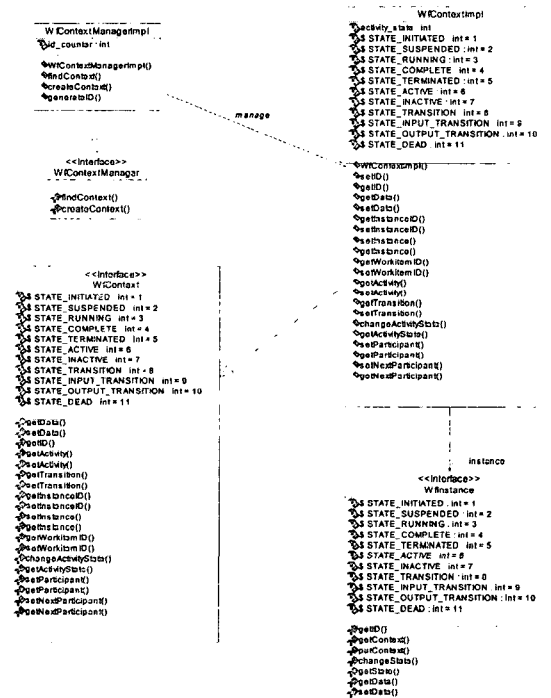 WfContextManagerImpl
id_counter : int
WfContextManagerImpl()
findContext()
createContext()
generateID()
manage
<<Interface>>
WfContextManager
findContext()
createContext()
WfContextImpl
activity_state : int
$ STATE_INITIATED : int = 1
$ STATE_SUSPENDED : int = 2
$ STATE_RUNNING : int = 3
$ STATE_COMPLETE : int = 4
$ STATE_TERMINATED : int = 5
$ STATE_ACTIVE : int = 6
$ STATE_INACTIVE : int = 7
$ STATE_TRANSITION : int = 8
$ STATE_INPUT_TRANSITION : int = 9
$ STATE_OUTPUT_TRANSITION : int = 10
$ STATE_DEAD : int = 11
WfContextImpl()
setID()
getID()
getData()
setData()
getInstanceID()
setInstanceID()
setInstance()
getInstance()
getWorkitemID()
setWorkitemID()
getActivity()
setActivity()
getTransition()
setTransition()
changeActivityState()
getActivityState()
setParticipant()
getParticipant()
setNextParticipant()
getNextParticipant()
<<Interface>>
WfContext
$ STATE_INITIATED : int = 1
$ STATE_SUSPENDED : int = 2
$ STATE_RUNNING : int = 3
$ STATE_COMPLETE : int = 4
$ STATE_TERMINATED : int = 5
$ STATE_ACTIVE : int = 6
$ STATE_INACTIVE : int = 7
$ STATE_TRANSITION : int = 8
$ STATE_INPUT_TRANSITION : int = 9
$ STATE_OUTPUT_TRANSITION : int = 10
$ STATE_DEAD : int = 11
getData()
setData()
getID()
getActivity()
setActivity()
getTransition()
setTransition()
getInstanceID()
setInstanceID()
setInstance()
getInstance()
getWorkitemID()
setWorkitemID()
changeActivityState()
getActivityState()
setParticipant()
getParticipant()
setNextParticipant()
getNextParticipant()
instance
<<Interface>>
WfInstance
$ STATE_INITIATED : int = 1
$ STATE_SUSPENDED : int = 2
$ STATE_RUNNING : int = 3
$ STATE_COMPLETE : int = 4
$ STATE_TERMINATED : int = 5
$ STATE_ACTIVE : int = 6
$ STATE_INACTIVE : int = 7
$ STATE_TRANSITION : int = 8
$ STATE_INPUT_TRANSITION : int = 9
$ STATE_OUTPUT_TRANSITION : int = 10
$ STATE_DEAD : int = 11
getID()
getContext()
putContext()
changeState()
getState()
getData()
setData()